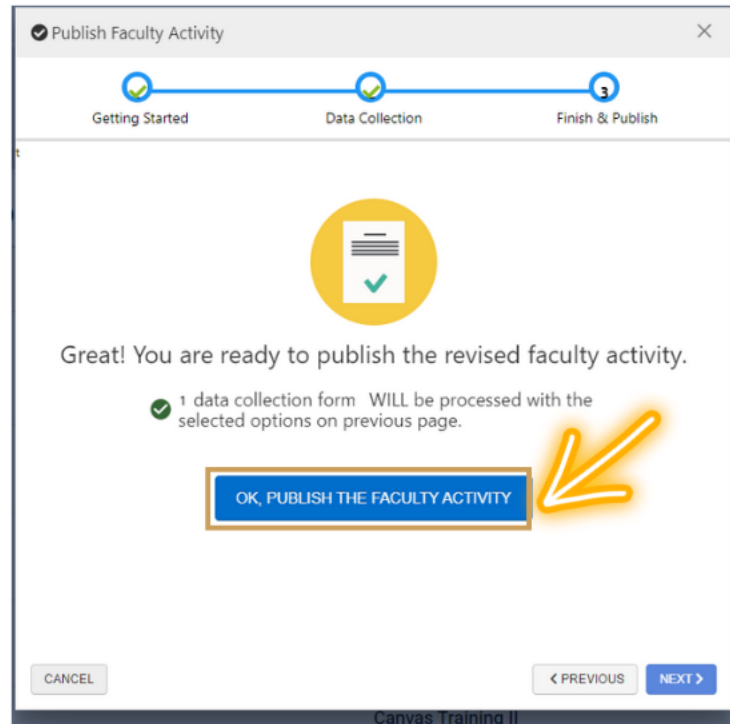 Publish Faculty Activity
Getting Started
Data Collection
3
Finish & Publish
t
Great! You are ready to publish the revised faculty activity.
1 data collection form WILL be processed with the
selected options on previous page.
OK, PUBLISH THE FACULTY ACTIVITY
CANCEL
PREVIOUS
NEXT
Canvas Training II